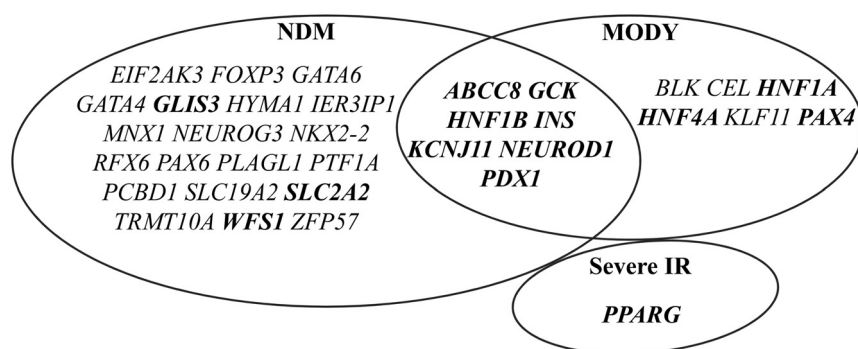 NDM
EIF2AK3 FOXP3 GATA6
GATA4 GLIS3 HYMA1 IER3IP1
MNX1 NEUROG3 NKX2-2
RFX6 PAX6 PLAGL1 PTF1A
PCBD1 SLC19A2 SLC2A2
TRMT10A WFS1 ZFP57
ABCC8 GCK
HNF1B INS
KCNJ11 NEUROD1
PDX1
MODY
BLK CEL HNF1A
HNF4A KLF11 PAX4
Severe IR
PPARG